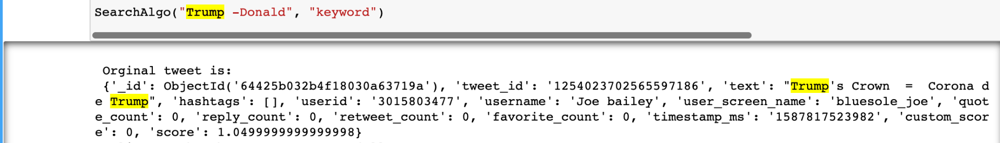 SearchAlgo("Trump -Donald", "keyword")
Orginal tweet is:
{'_id': ObjectId('64425b032b4f18030a63719a'), 'tweet_id': '1254023702565597186', 'text': "Trump's Crown  =  Corona d
e Trump", 'hashtags': [], 'userid': '3015803477', 'username': 'Joe bailey', 'user_screen_name': 'bluesole_joe', 'quot
e_count': 0, 'reply_count': 0, 'retweet_count': 0, 'favorite_count': 0, 'timestamp_ms': '1587817523982', 'custom_scor
e': 0, 'score': 1.0499999999999998}